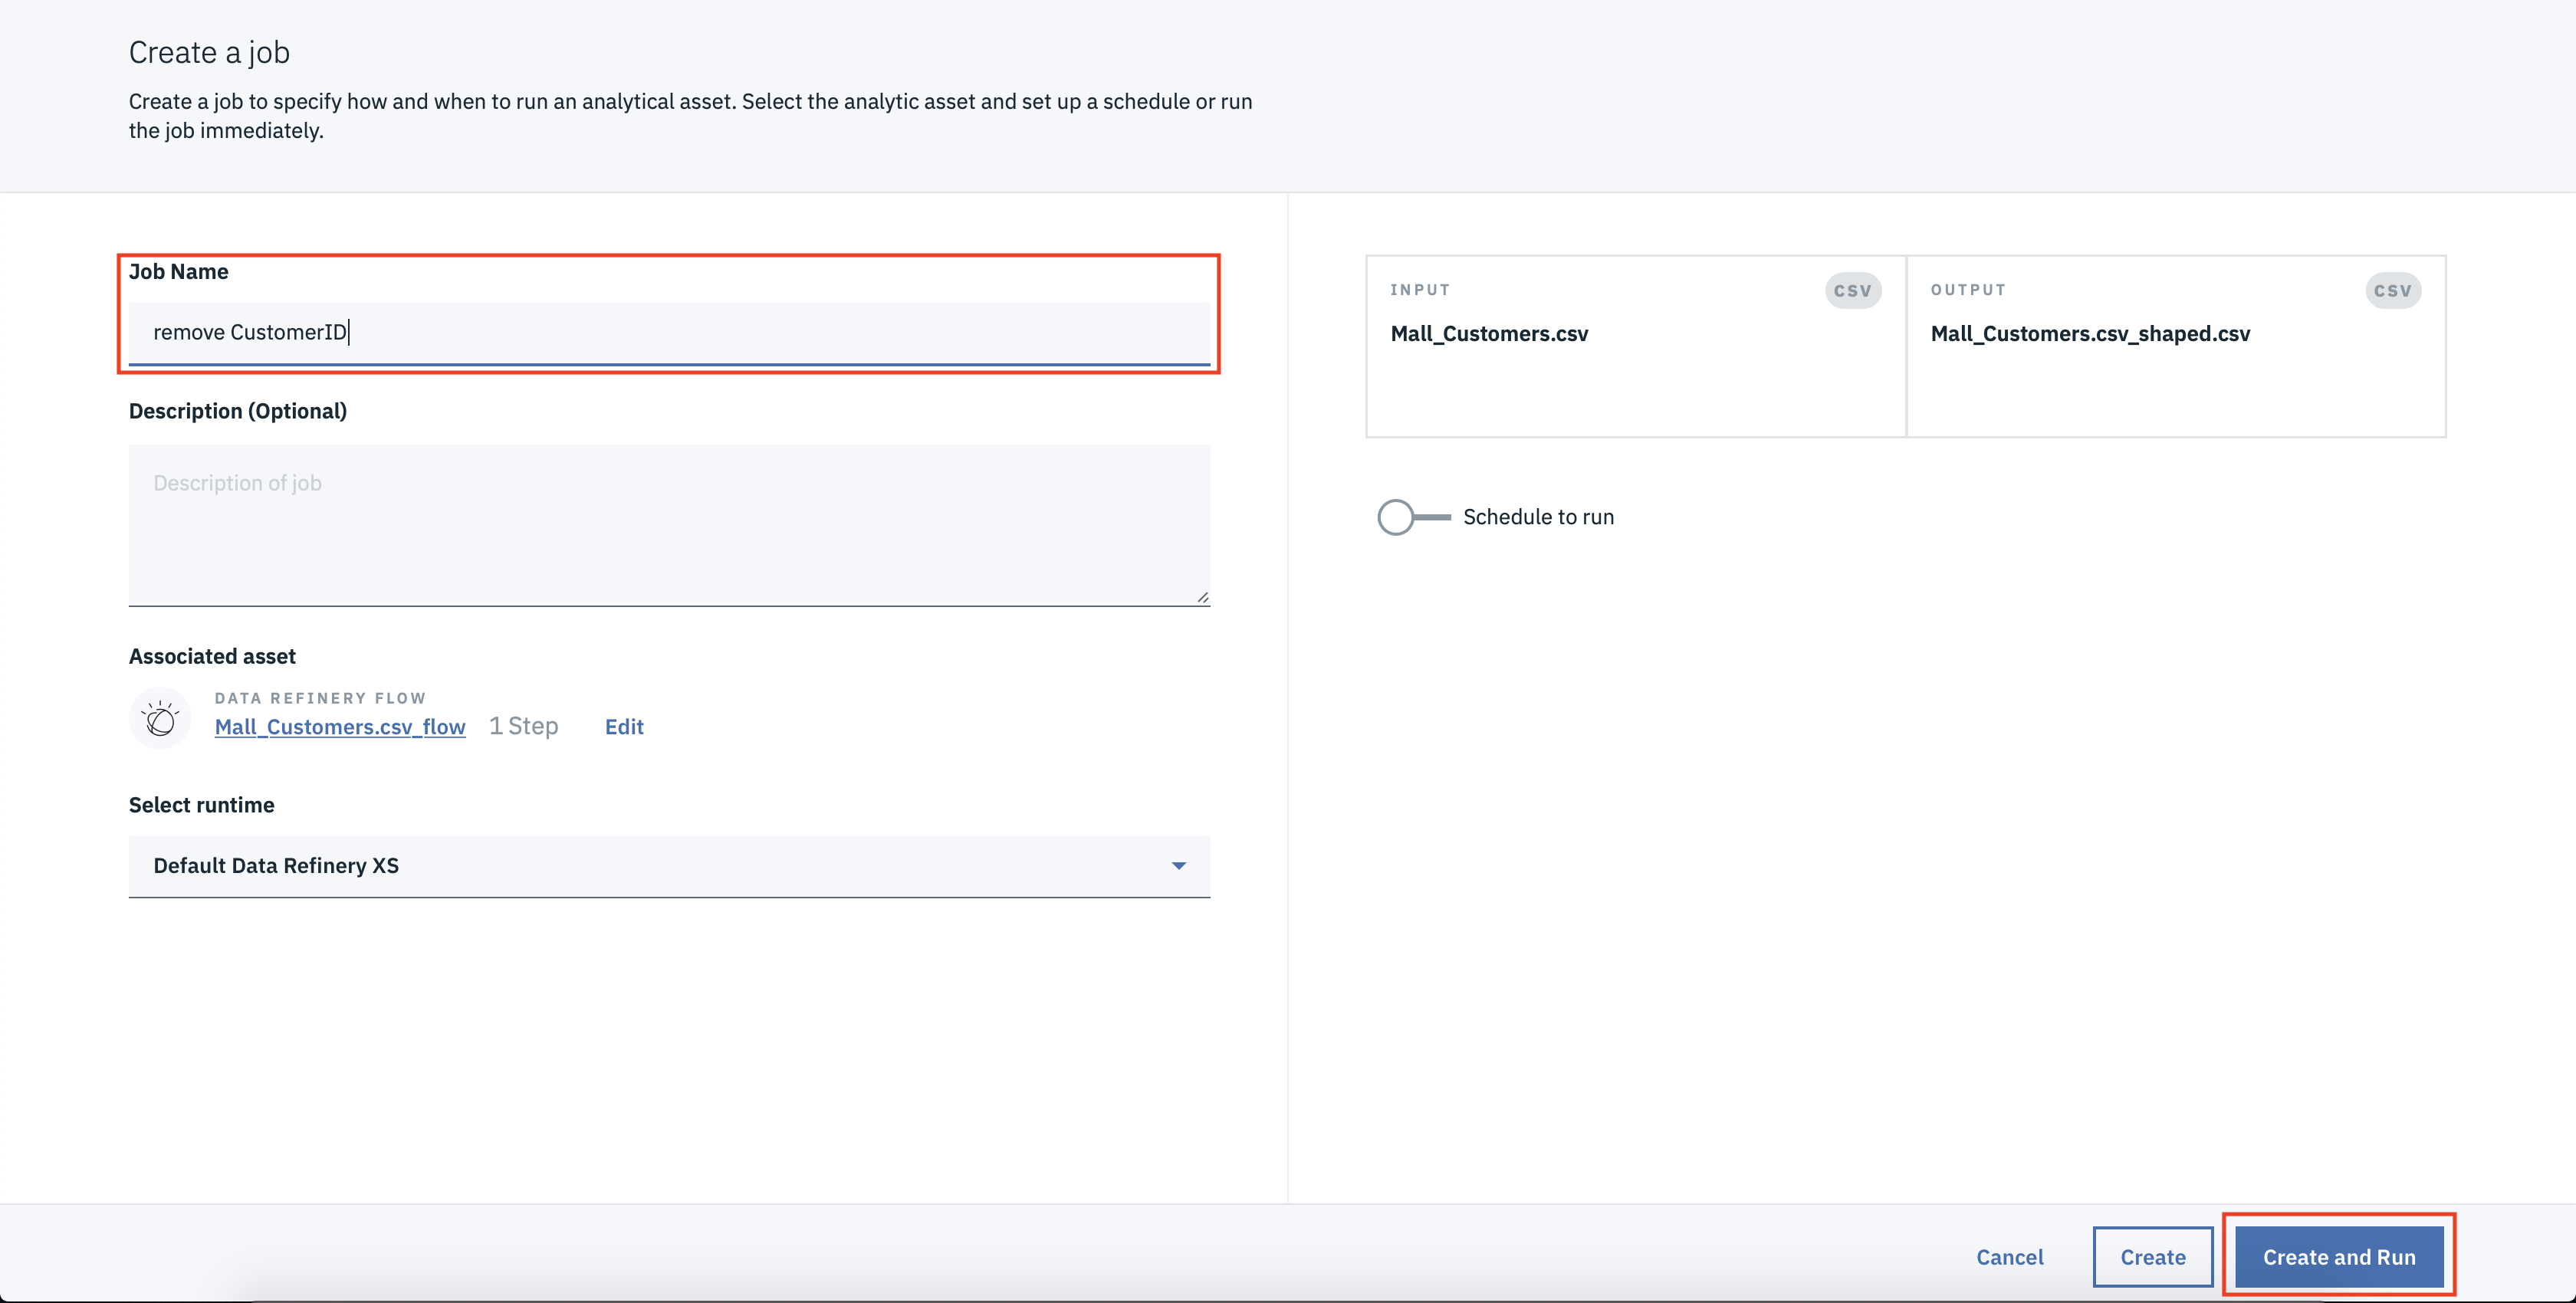 Create a job
Create a job to specify how and when to run an analytical asset. Select the analytic asset and set up a schedule or run
the job immediately.
Job Name
remove CustomerID
Description (Optional)
Description of job
Associated asset
DATA REFINERY FLOW
Mall_Customers.csv_flow 1 Step Edit
Select runtime
Default Data Refinery XS
INPUT CSV
Mall_Customers.csv
OUTPUT CSV
Mall_Customers.csv_shaped.csv
Schedule to run
Cancel Create Create and Run